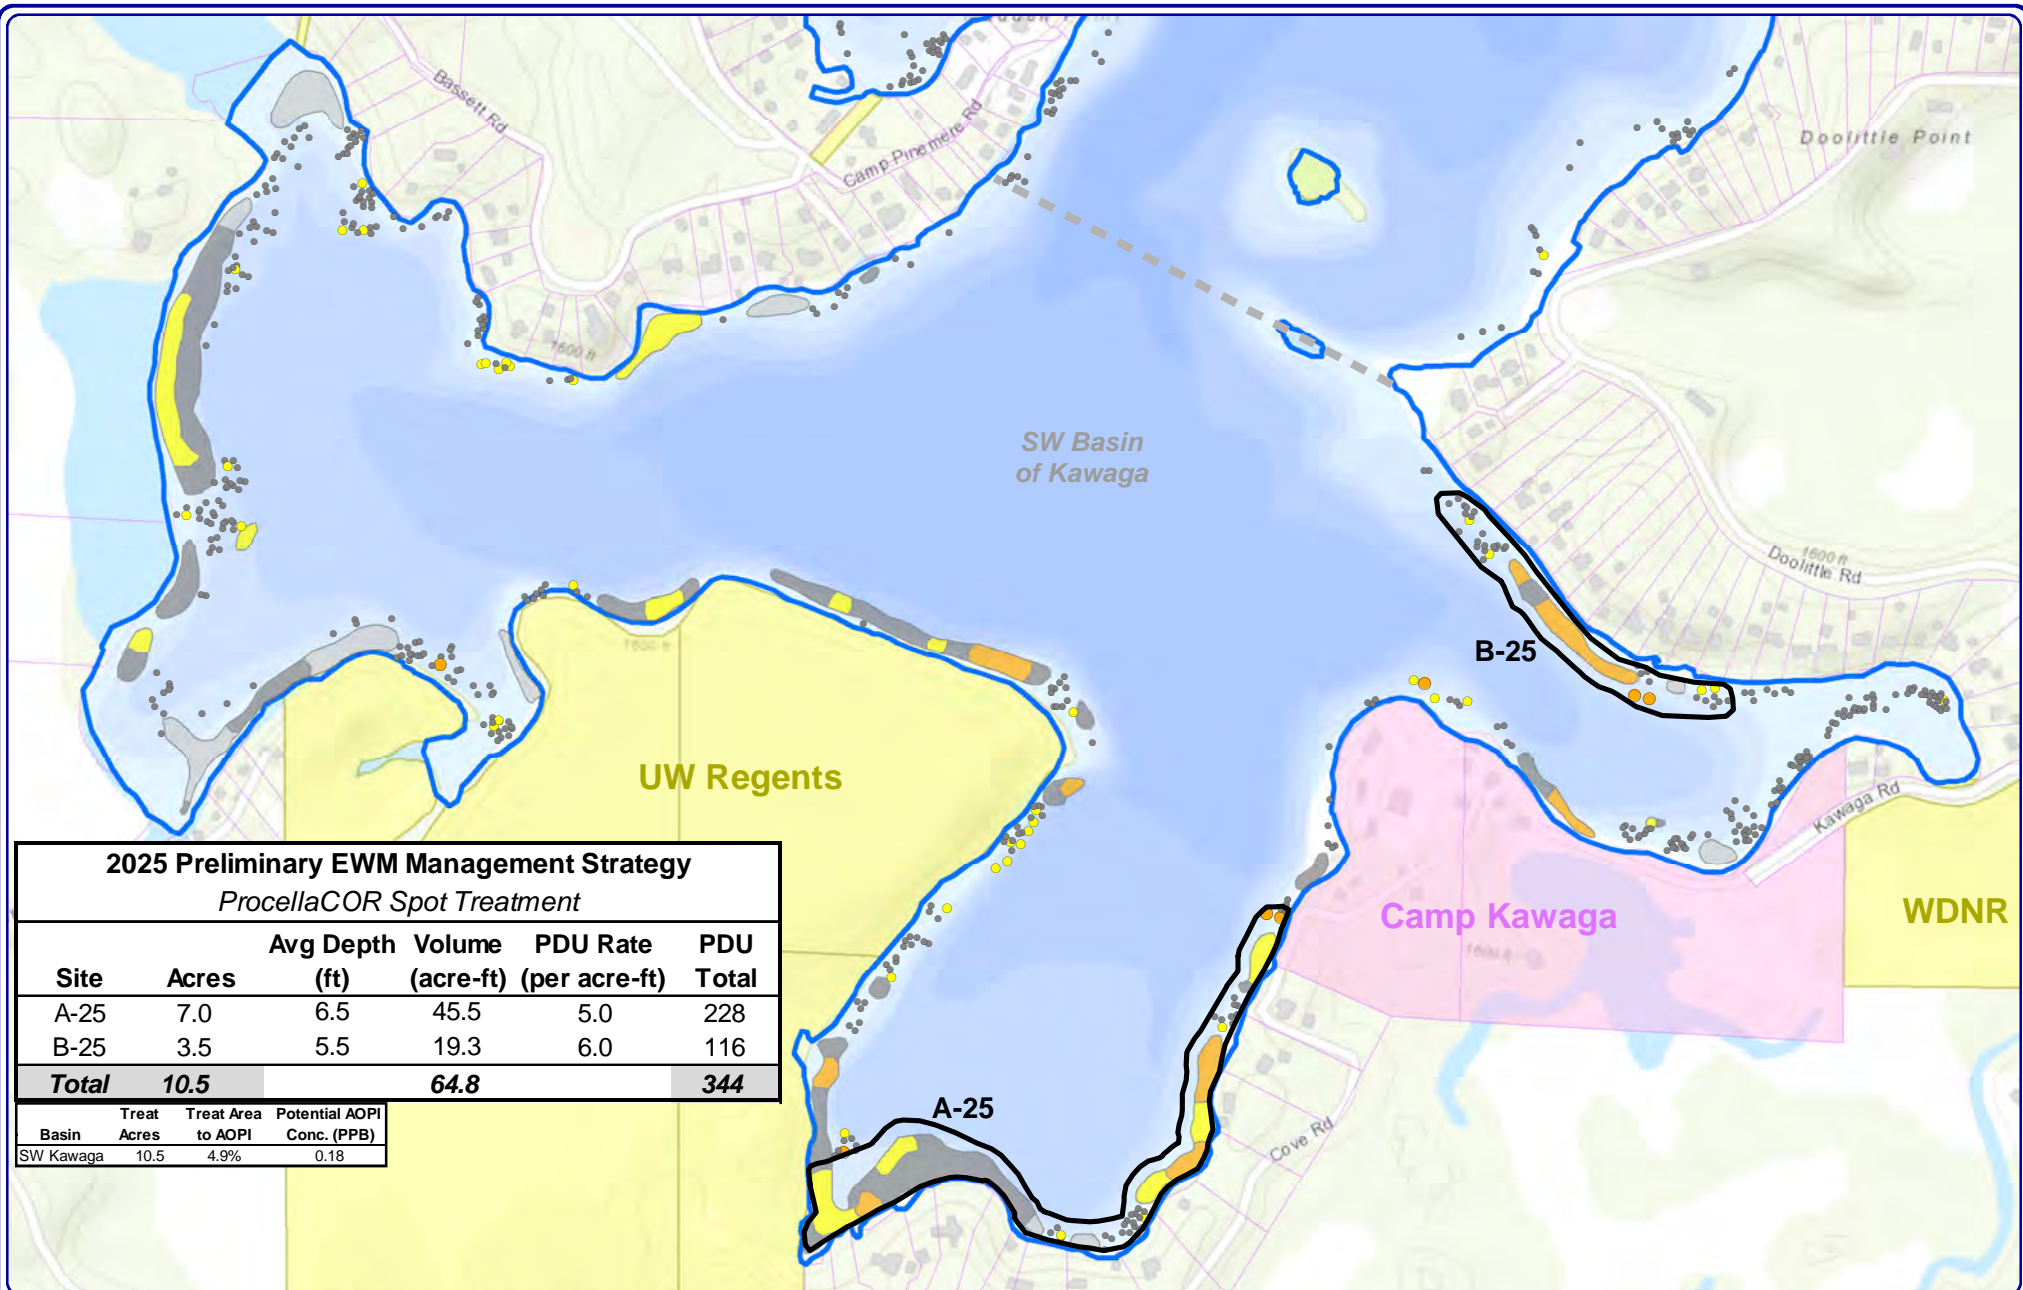 Bassett Rd
Camp Pinemere Rd
Doolittle Point
1600 ft
SW Basin
of Kawaga
1600 ft
Doolittle Rd
B-25
UW Regents
Kawaga Rd
Camp Kawaga
WDNR
2025 Preliminary EWM Management Strategy
ProcellaCOR Spot Treatment
Site Acres Avg Depth (ft) Volume (acre-ft) PDU Rate (per acre-ft) PDU Total
A-25 7.0 6.5 45.5 5.0 228
B-25 3.5 5.5 19.3 6.0 116
Total 10.5 64.8 344
Basin Treat Acres Treat Area to AOPI Potential AOPI Conc. (PPB)
SW Kawaga 10.5 4.9% 0.18
A-25
Cove Rd